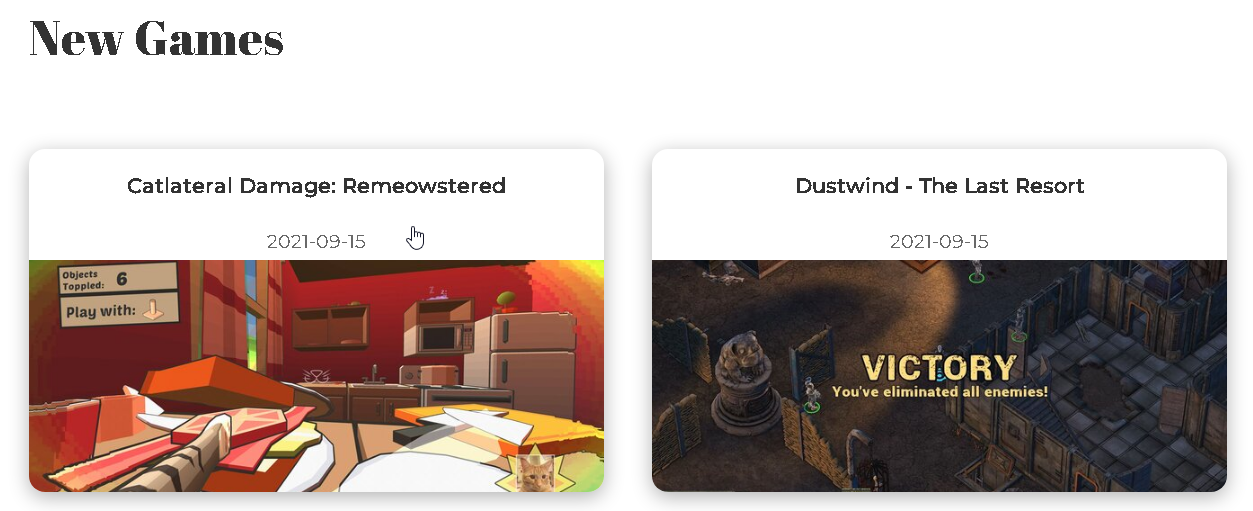 New Games
Catlateral Damage: Remeowstered
2021-09-15
Objects
Toppled: 6
Play with:
Dustwind - The Last Resort
2021-09-15
VICTORY
You've eliminated all enemies!